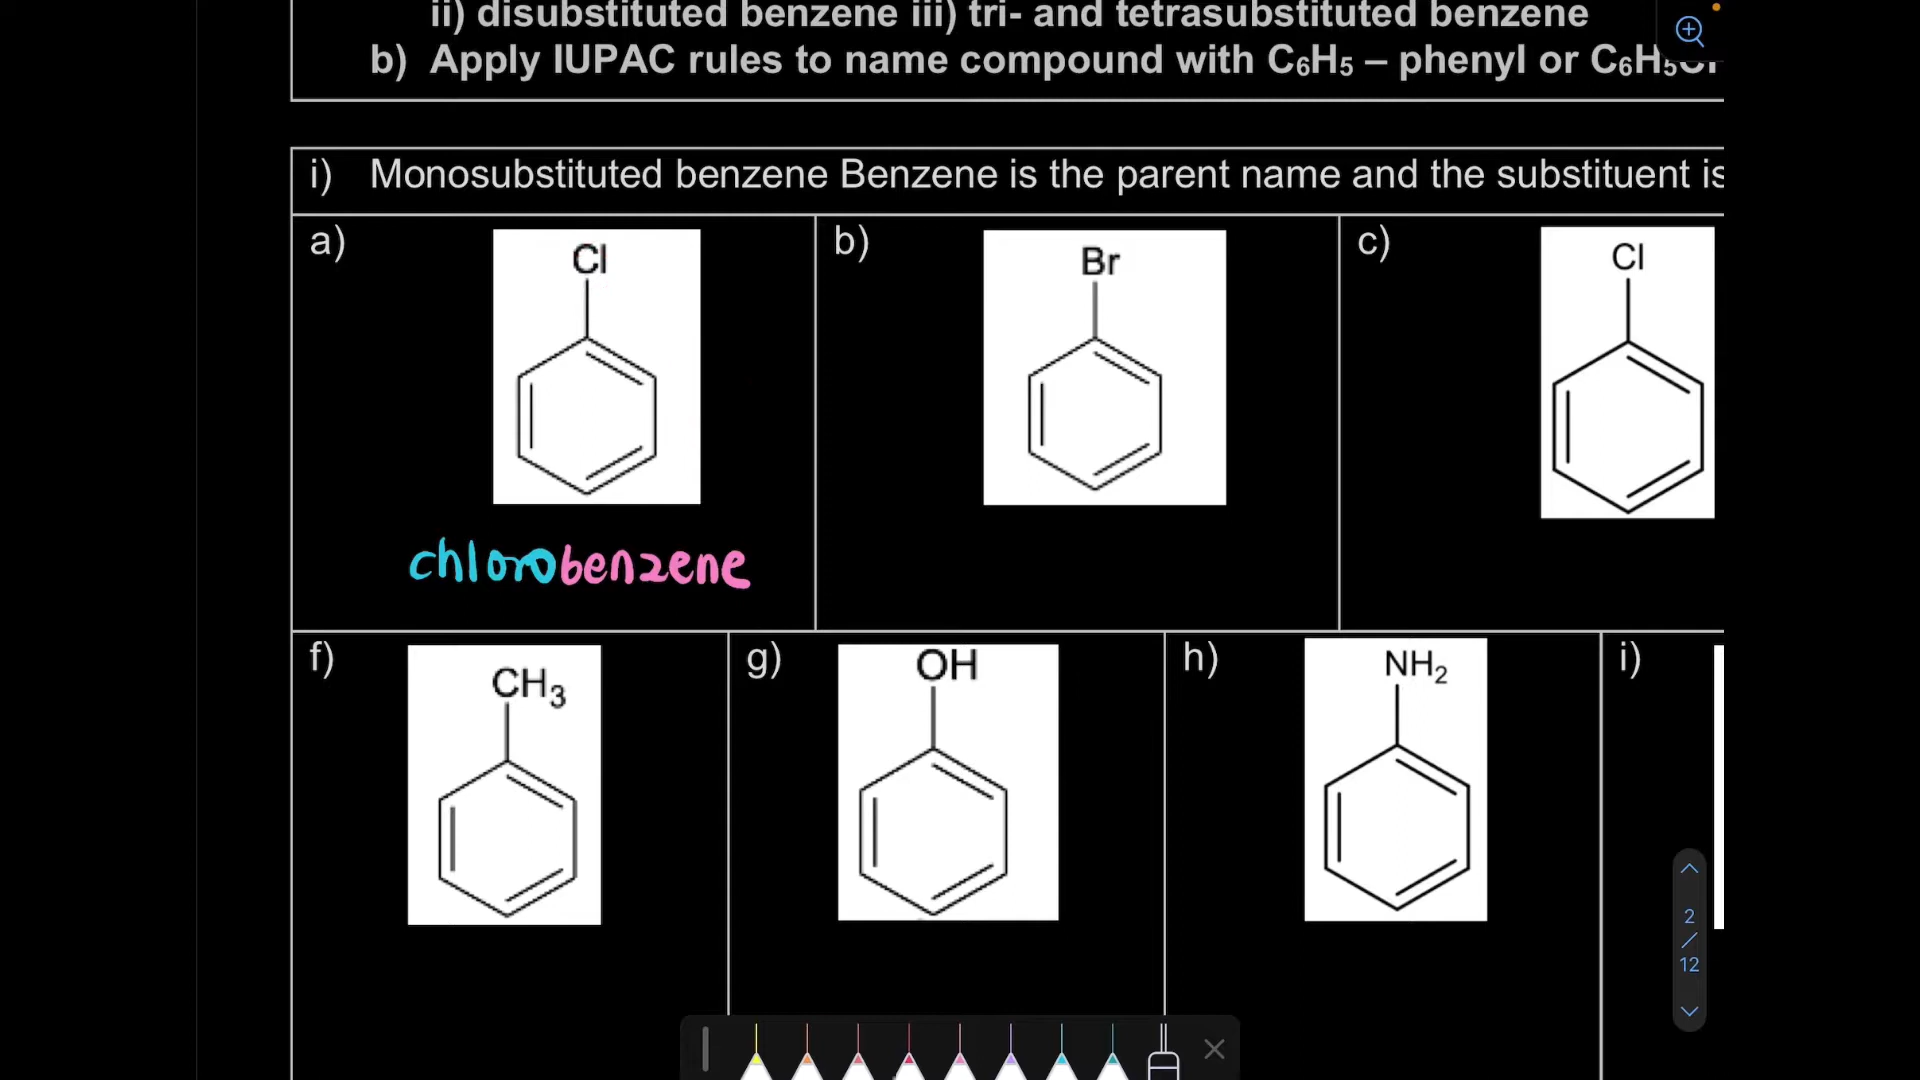 ii) disubstituted benzene iii) tri- and tetrasubstituted benzene
b) Apply IUPAC rules to name compound with C₆H₅ – phenyl or
i) Monosubstituted benzene Benzene is the parent name and the substituent is
a)
Cl
b)
Br
c)
Cl
chlorobenzene
f)
CH₃
g)
OH
h)
NH₂
i)
2
/
12